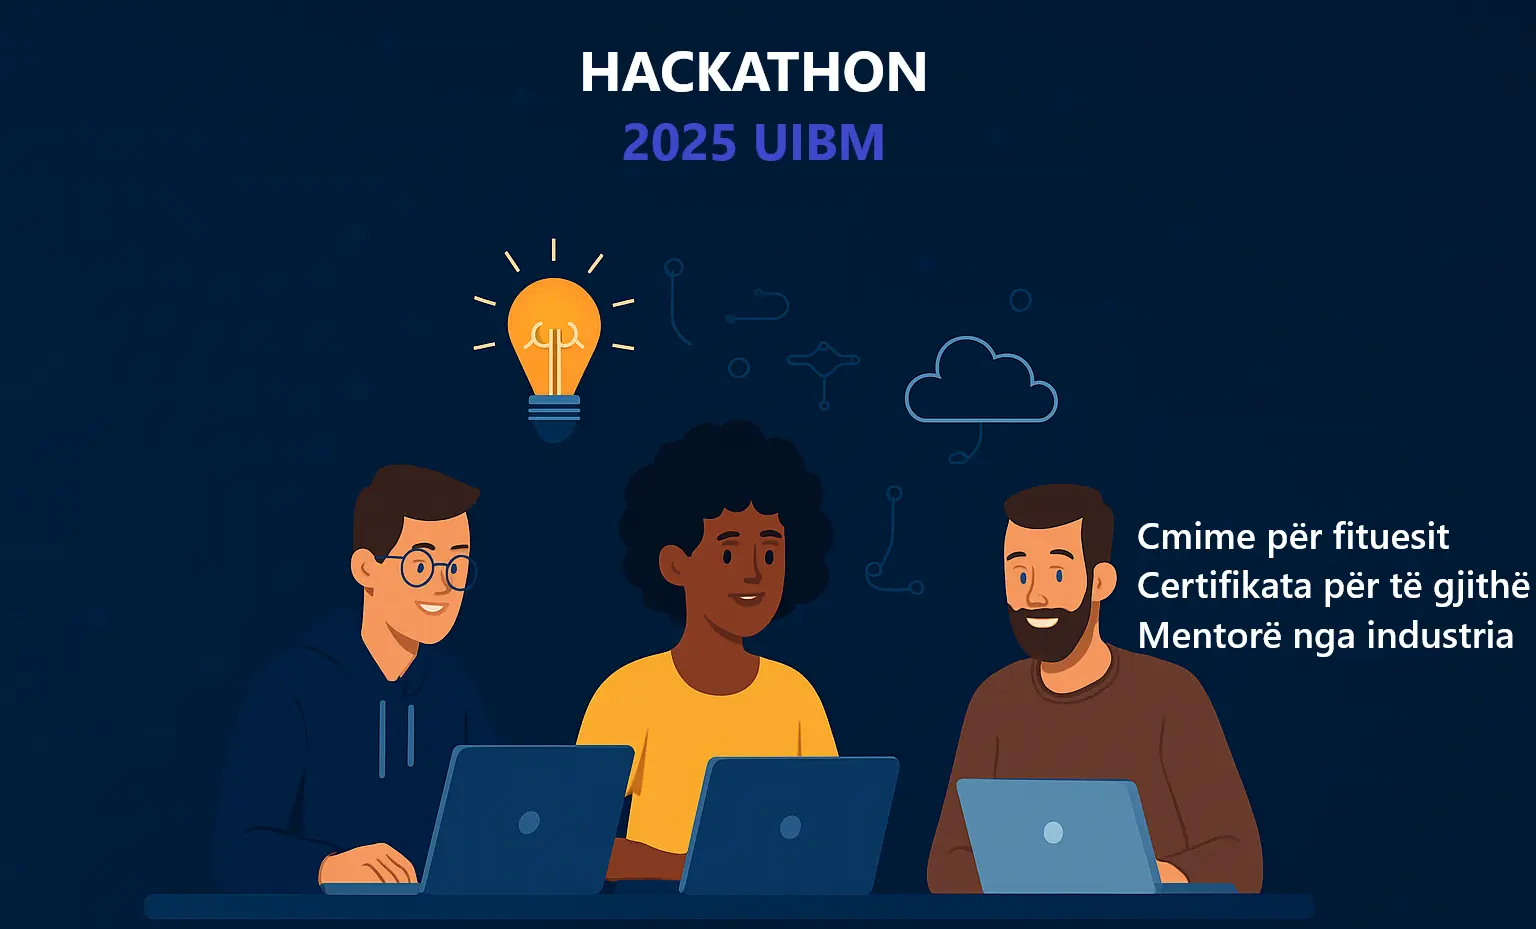 HACKATHON
2025 UIBM
Cmime për fituesit
Certifikata për të gjithë
Mentorë nga industria